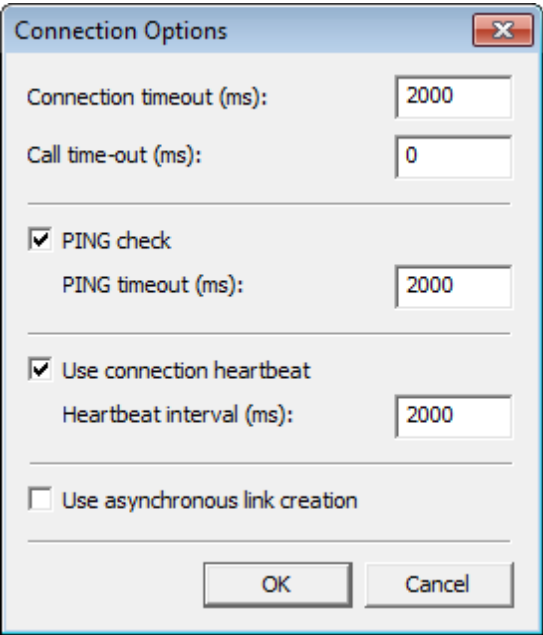 Connection Options
Connection timeout (ms): 2000
Call time-out (ms): 0
PING check
PING timeout (ms): 2000
Use connection heartbeat
Heartbeat interval (ms): 2000
Use asynchronous link creation
OK Cancel